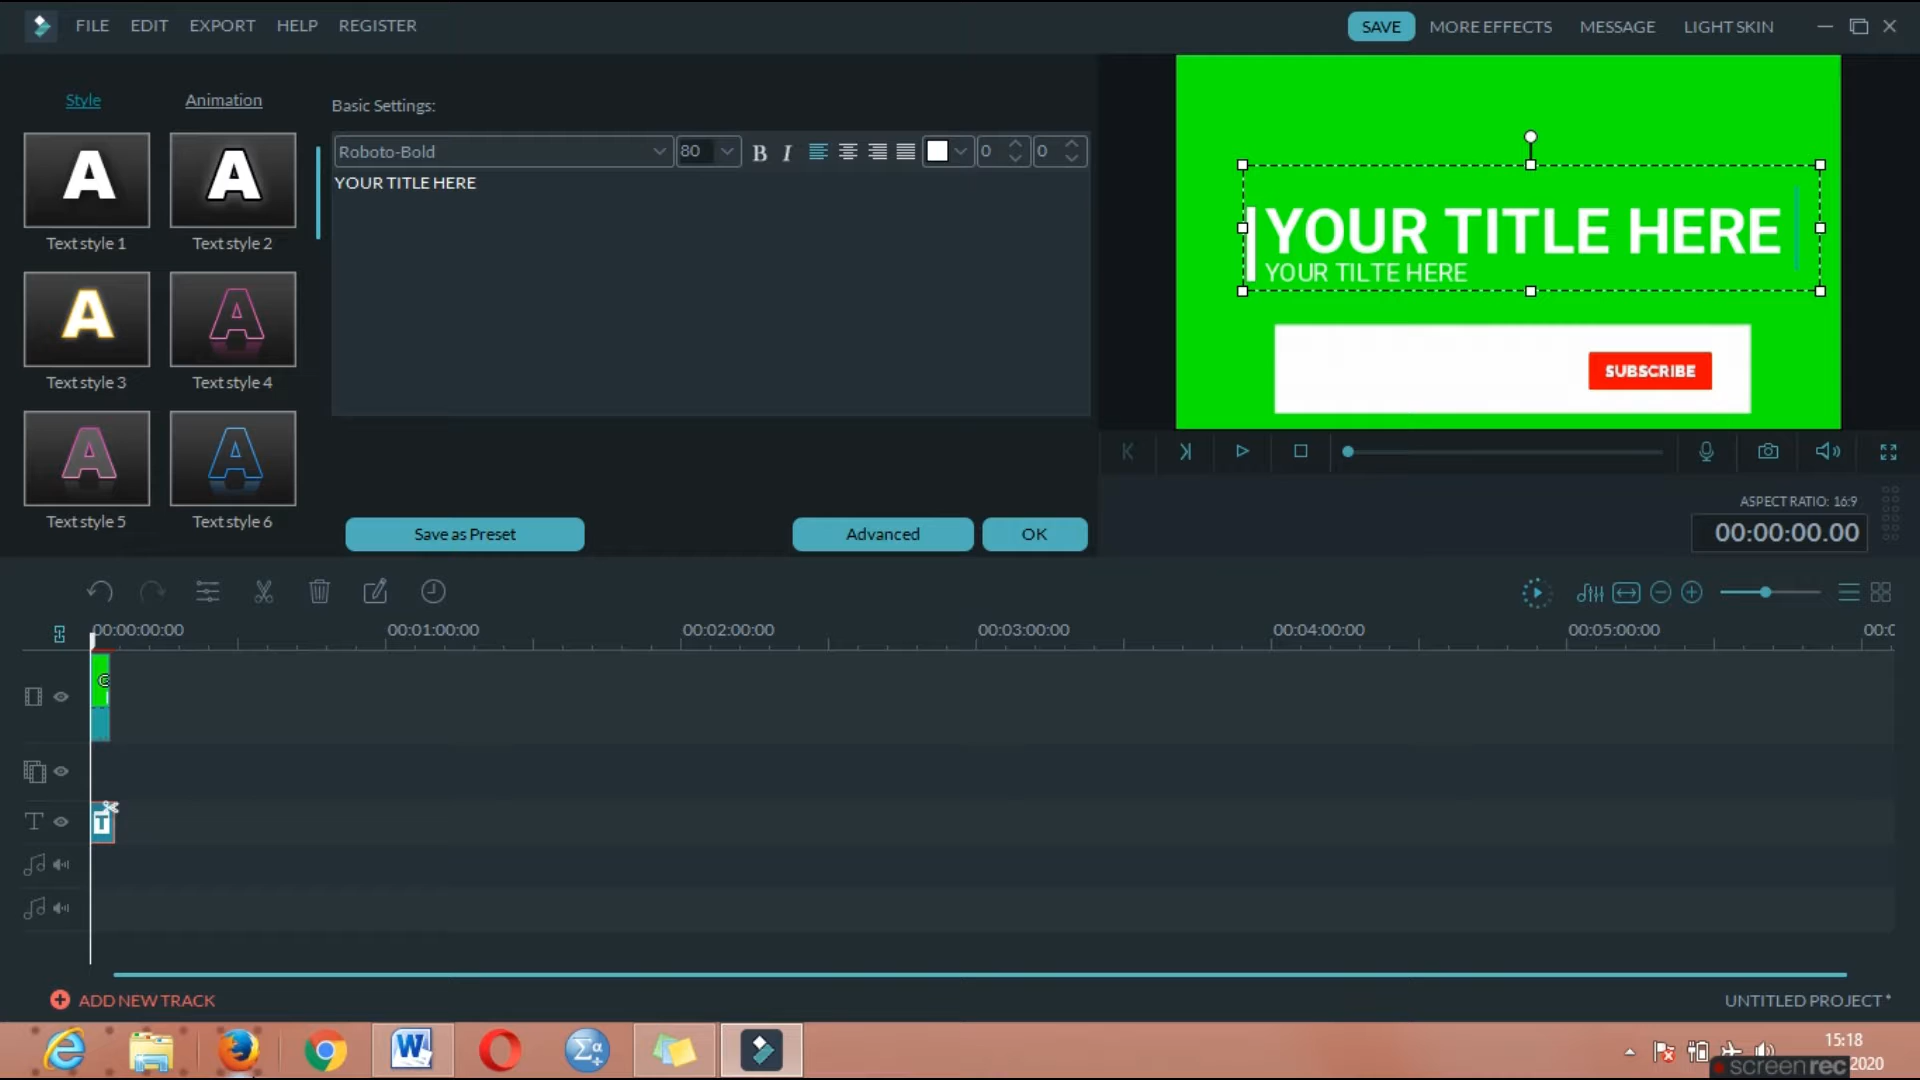 FILE EDIT EXPORT HELP REGISTER SAVE MORE EFFECTS MESSAGE LIGHT SKIN
Style Animation Basic Settings:
Roboto-Bold 80 B I 0 0
YOUR TITLE HERE
A A
Text style 1 Text style 2
A A
Text style 3 Text style 4
A A
Text style 5 Text style 6
Save as Preset Advanced OK
YOUR TITLE HERE
YOUR TILTE HERE
SUBSCRIBE
ASPECT RATIO: 16:9
00:00:00.00
00:00:00:00 00:01:00:00 00:02:00:00 00:03:00:00 00:04:00:00 00:05:00:00
T
T
ADD NEW TRACK UNTITLED PROJECT *
W Σα
15:18
2020
screenrec